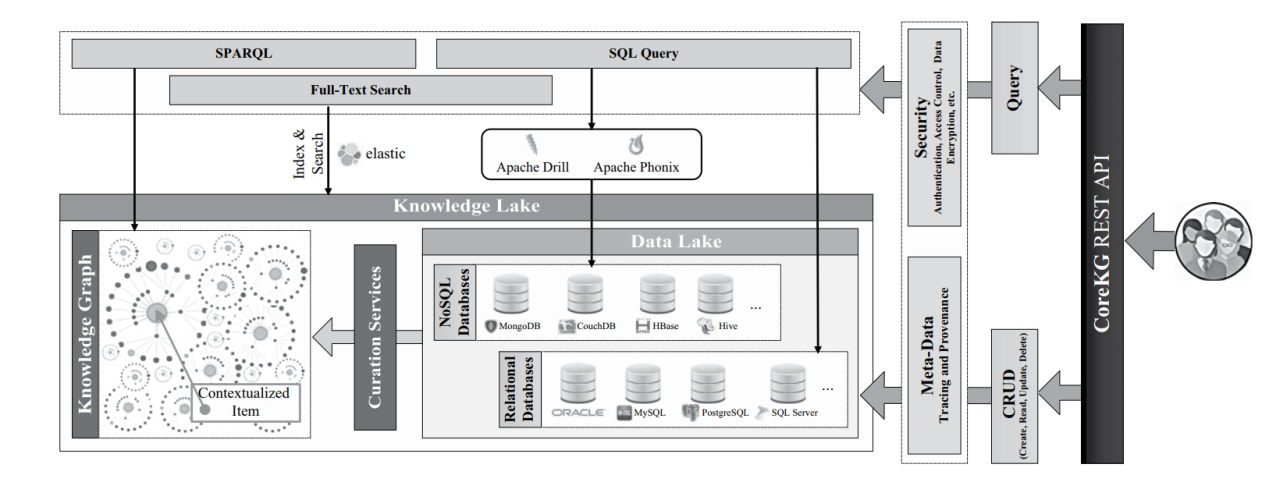 SPARQL
SQL Query
Full-Text Search
Index &
Search
elastic
Apache Drill
Apache Phonix
Knowledge Lake
Knowledge Graph
Contextualized
Item
Curation Services
Data Lake
NoSQL
Databases
MongoDB
CouchDB
HBase
Hive
...
Relational
Databases
ORACLE
MySQL
PostgreSQL
SQL Server
...
Security
Authentication, Access Control, Data
Encryption, etc.
Meta-Data
Tracing and Provenance
Query
CRUD
(Create, Read, Update, Delete)
CoreKG REST API